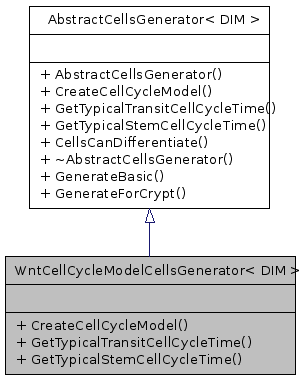 AbstractCellsGenerator< DIM >
+ AbstractCellsGenerator()
+ CreateCellCycleModel()
+ GetTypicalTransitCellCycleTime()
+ GetTypicalStemCellCycleTime()
+ CellsCanDifferentiate()
+ ~AbstractCellsGenerator()
+ GenerateBasic()
+ GenerateForCrypt()
WntCellCycleModelCellsGenerator< DIM >
+ CreateCellCycleModel()
+ GetTypicalTransitCellCycleTime()
+ GetTypicalStemCellCycleTime()